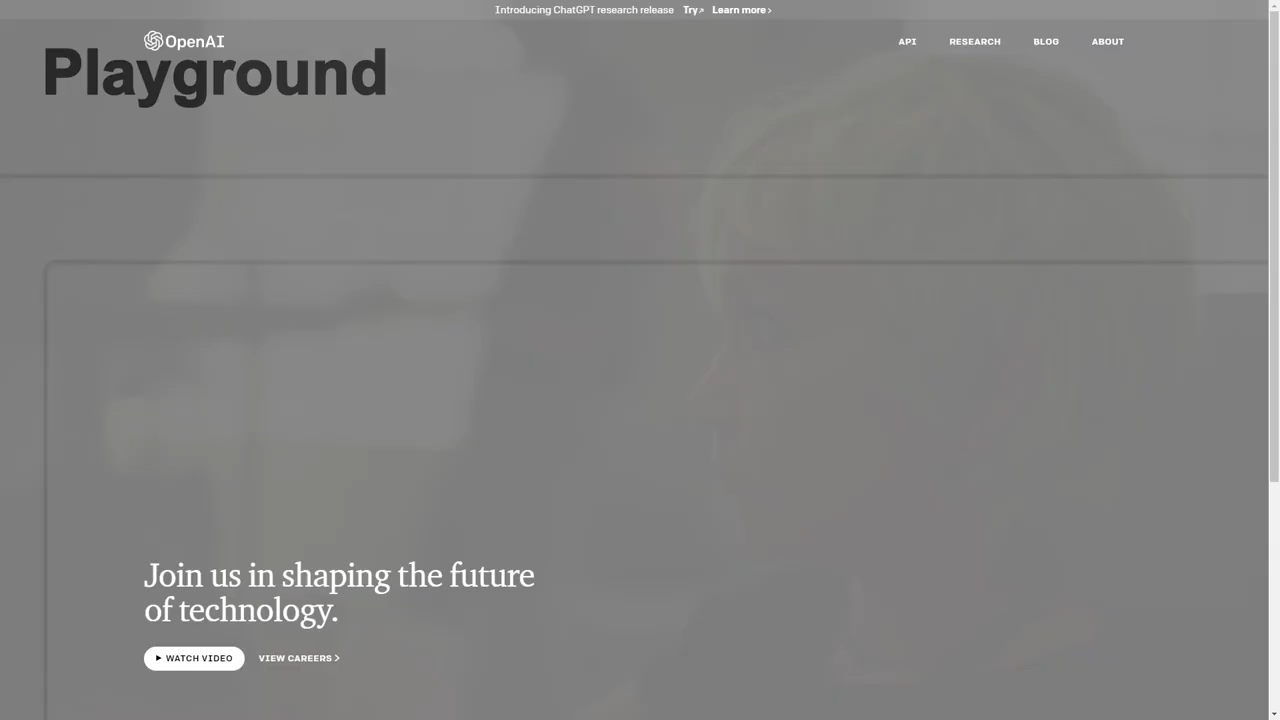 Introducing ChatGPT research release Try↗ Learn more›
OpenAI
API RESEARCH BLOG ABOUT
Playground
Join us in shaping the future
of technology.
WATCH VIDEO VIEW CAREERS